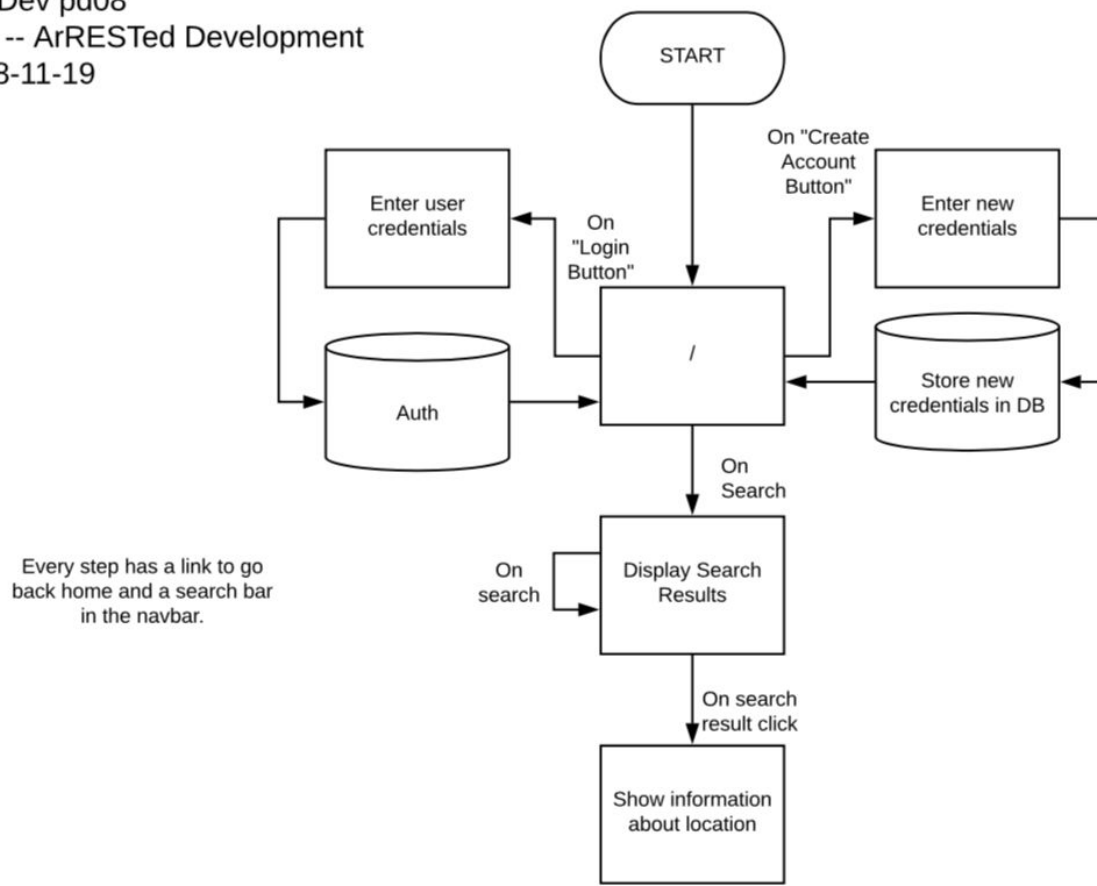 Dev pd08
-- ArRESTed Development
8-11-19
START
On "Create
Account
Button"
Enter user
credentials
On
"Login
Button"
Enter new
credentials
/
Auth
Store new
credentials in DB
On
Search
Every step has a link to go
back home and a search bar
in the navbar.
On
search
Display Search
Results
On search
result click
Show information
about location